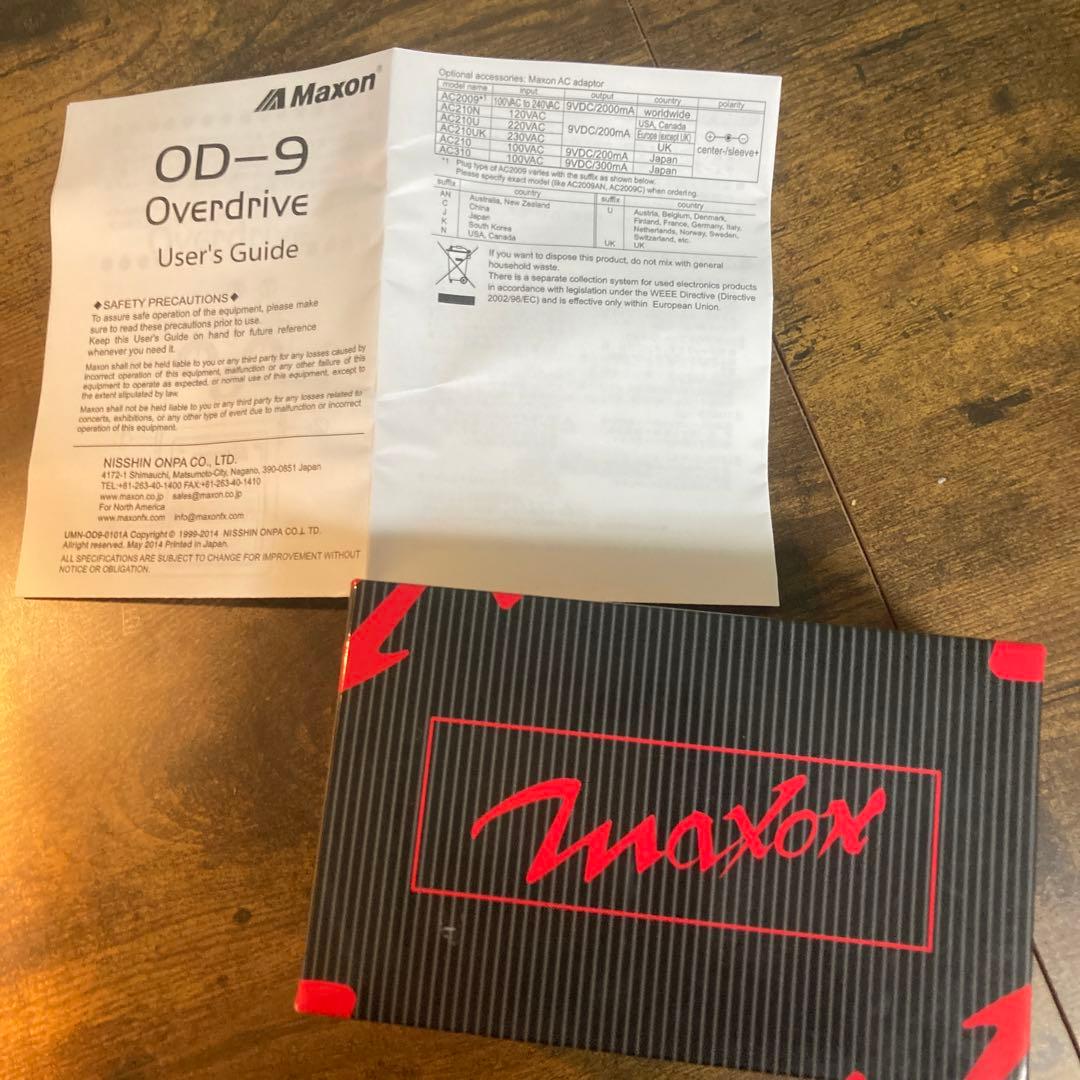 Maxon®
OD-9
Overdrive
User's Guide
◆SAFETY PRECAUTIONS◆
To assure safe operation of the equipment, please make
sure to read these precautions prior to use.
Keep this User's Guide on hand for future reference
whenever you need it.
Maxon shall not be held liable to you or any third party for any losses caused by
incorrect operation of this equipment, malfunction or any other failure of this
equipment to operate as expected, or normal use of this equipment, except to
the extent stipulated by law.
Maxon shall not be held liable to you or any third party for any losses related to
concerts, exhibitions, or any other type of event due to malfunction or incorrect
operation of this equipment.
NISSHIN ONPA CO., LTD.
4172-1 Shimauchi, Matsumoto-City, Nagano, 390-0851 Japan
TEL:+81-263-40-1400 FAX:+81-263-40-1410
www.maxon.co.jp sales@maxon.co.jp
For North America
www.maxonfx.com info@maxonfx.com
UMN-OD9-0101A Copyright © 1999-2014 NISSHIN ONPA CO.L TD.
Allright reserved. May 2014 Printed in Japan.
ALL SPECIFICATIONS ARE SUBJECT TO CHANGE FOR IMPROVEMENT WITHOUT
NOTICE OR OBLIGATION.
Optional accessories: Maxon AC adaptor
model name input output country polarity
AC2009*1 100VAC to 240VAC 9VDC/2000mA worldwide
AC210N 120VAC 9VDC/200mA USA, Canada
AC210U 220VAC Europe (except UK)
AC210UK 230VAC UK
AC210 100VAC 9VDC/200mA Japan
AC310 100VAC 9VDC/300mA Japan
center-/sleeve+
*1 Plug type of AC2009 varies with the suffix as shown below.
Please specify exact model (like AC2009AN, AC2009C) when ordering.
suffix country suffix country
AN Australia, New Zealand
C China
J Japan
K South Korea
N USA, Canada
U Austria, Belgium, Denmark,
Finland, France, Germany, Italy,
Netherlands, Norway, Sweden,
Switzerland, etc.
UK UK
If you want to dispose this product, do not mix with general
household waste.
There is a separate collection system for used electronics products
in accordance with legislation under the WEEE Directive (Directive
2002/96/EC) and is effective only within European Union.
maxox